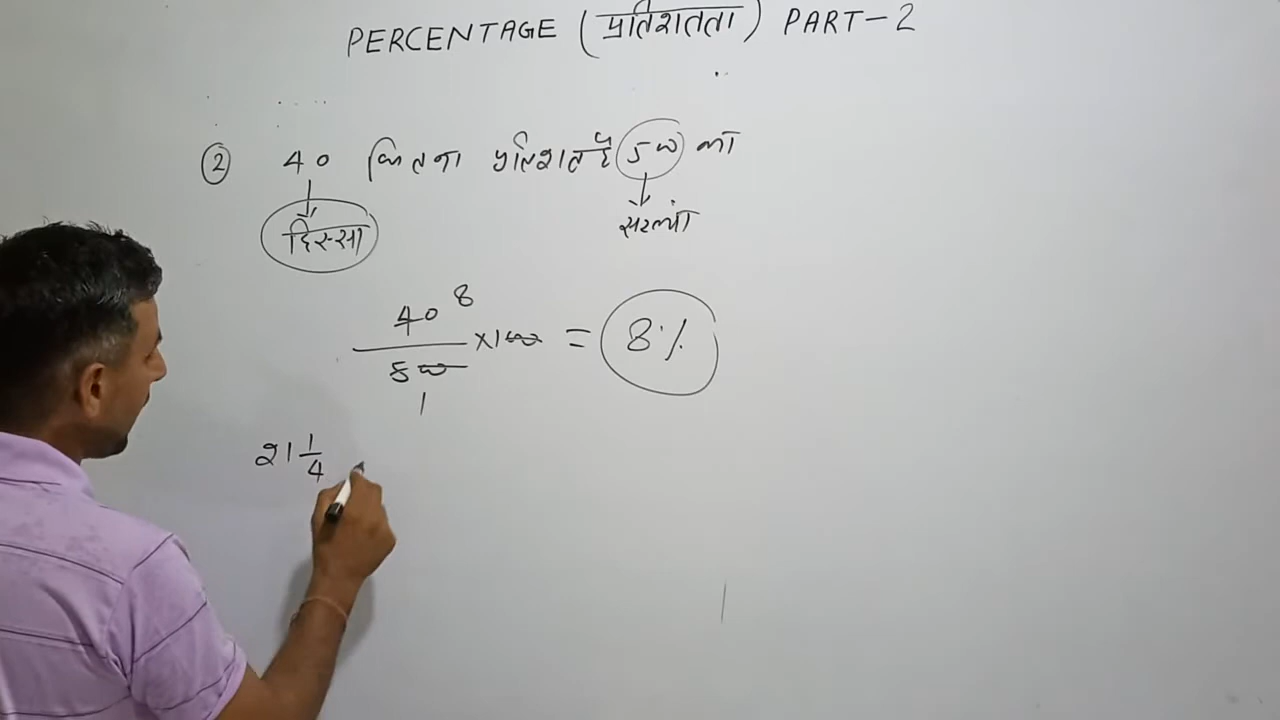 PERCENTAGE (प्रतिशतता) PART-2
② 40 कितना प्रतिशत है 500 का
हिस्सा संख्या
40 8
500 ×100 = 8%
1
21 1/4